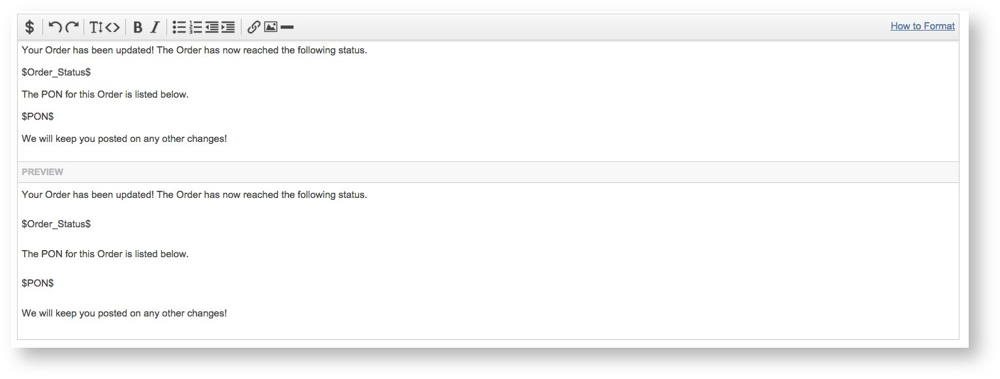 How to Format
Your Order has been updated! The Order has now reached the following status.
$Order_Status$
The PON for this Order is listed below.
$PON$
We will keep you posted on any other changes!
PREVIEW
Your Order has been updated! The Order has now reached the following status.
$Order_Status$
The PON for this Order is listed below.
$PON$
We will keep you posted on any other changes!